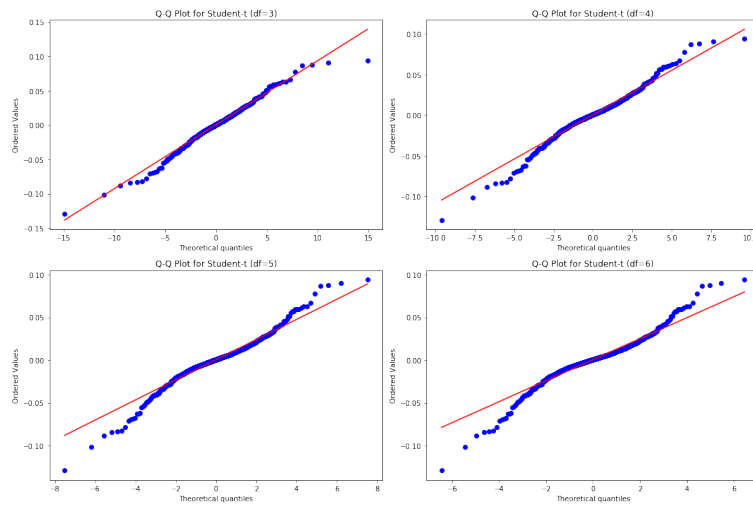 Q-Q Plot for Student-t (df=3)
0.15
0.10
0.05
0.00
−0.05
−0.10
−0.15
Ordered Values
−15 −10 −5 0 5 10 15
Theoretical quantiles
Q-Q Plot for Student-t (df=4)
0.10
0.05
0.00
−0.05
−0.10
Ordered Values
−10.0 −7.5 −5.0 −2.5 0.0 2.5 5.0 7.5
Theoretical quantiles
Q-Q Plot for Student-t (df=5)
0.10
0.05
0.00
−0.05
−0.10
Ordered Values
−8 −6 −4 −2 0 2 4 6 8
Theoretical quantiles
Q-Q Plot for Student-t (df=6)
0.10
0.05
0.00
−0.05
−0.10
Ordered Values
−6 −4 −2 0 2 4 6
Theoretical quantiles